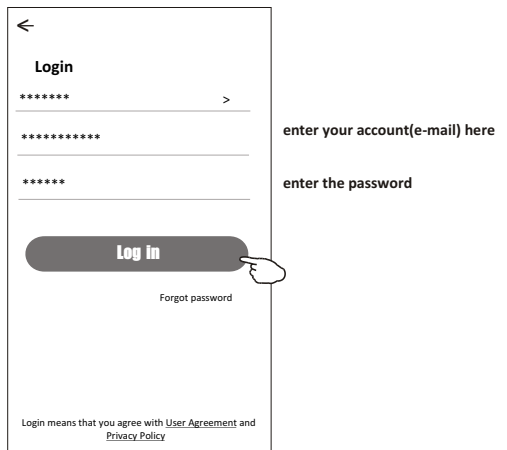 Login
******* >
***********
enter your account(e-mail) here
******
enter the password
Log in
Forgot password
Login means that you agree with User Agreement and
Privacy Policy